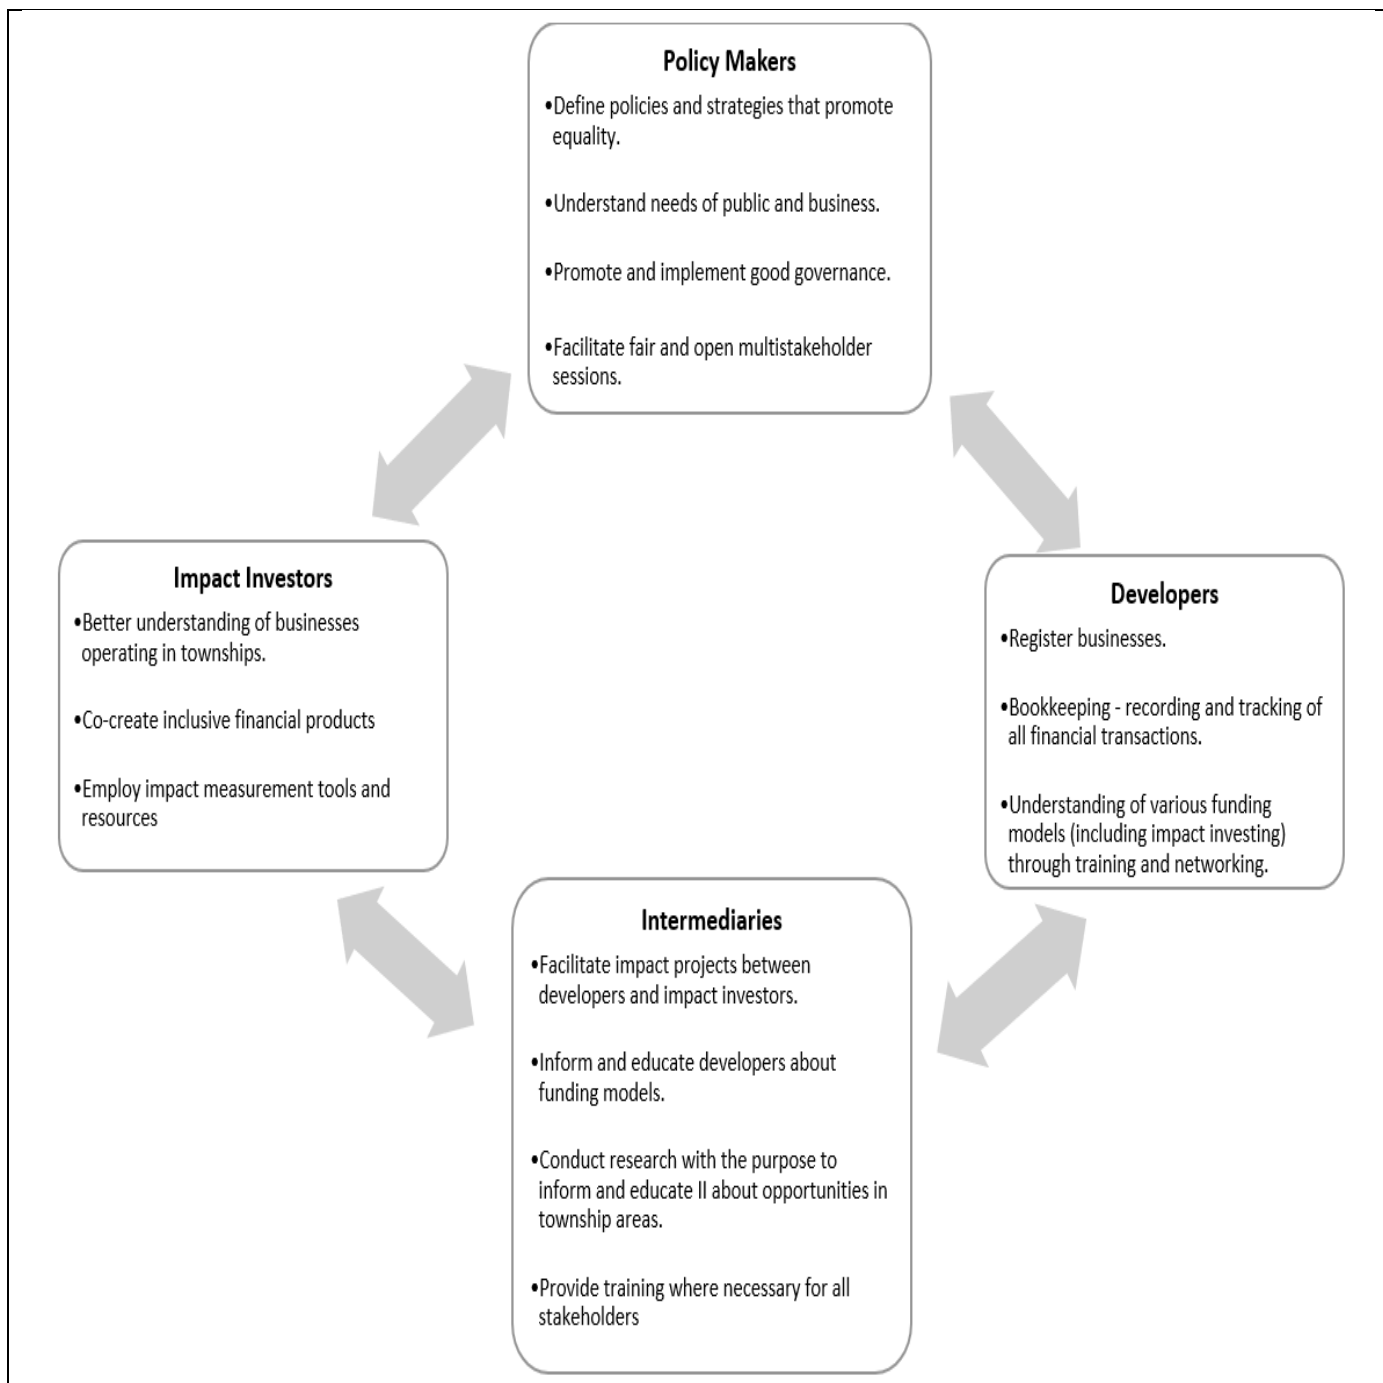 Policy Makers
•Define policies and strategies that promote
equality.
•Understand needs of public and business.
•Promote and implement good governance.
•Facilitate fair and open multistakeholder
sessions.
Impact Investors
•Better understanding of businesses
operating in townships.
•Co-create inclusive financial products
•Employ impact measurement tools and
resources
Developers
•Register businesses.
•Bookkeeping - recording and tracking of
all financial transactions.
•Understanding of various funding
models (including impact investing)
through training and networking.
Intermediaries
•Facilitate impact projects between
developers and impact investors.
•Inform and educate developers about
funding models.
•Conduct research with the purpose to
inform and educate II about opportunities in
township areas.
•Provide training where necessary for all
stakeholders